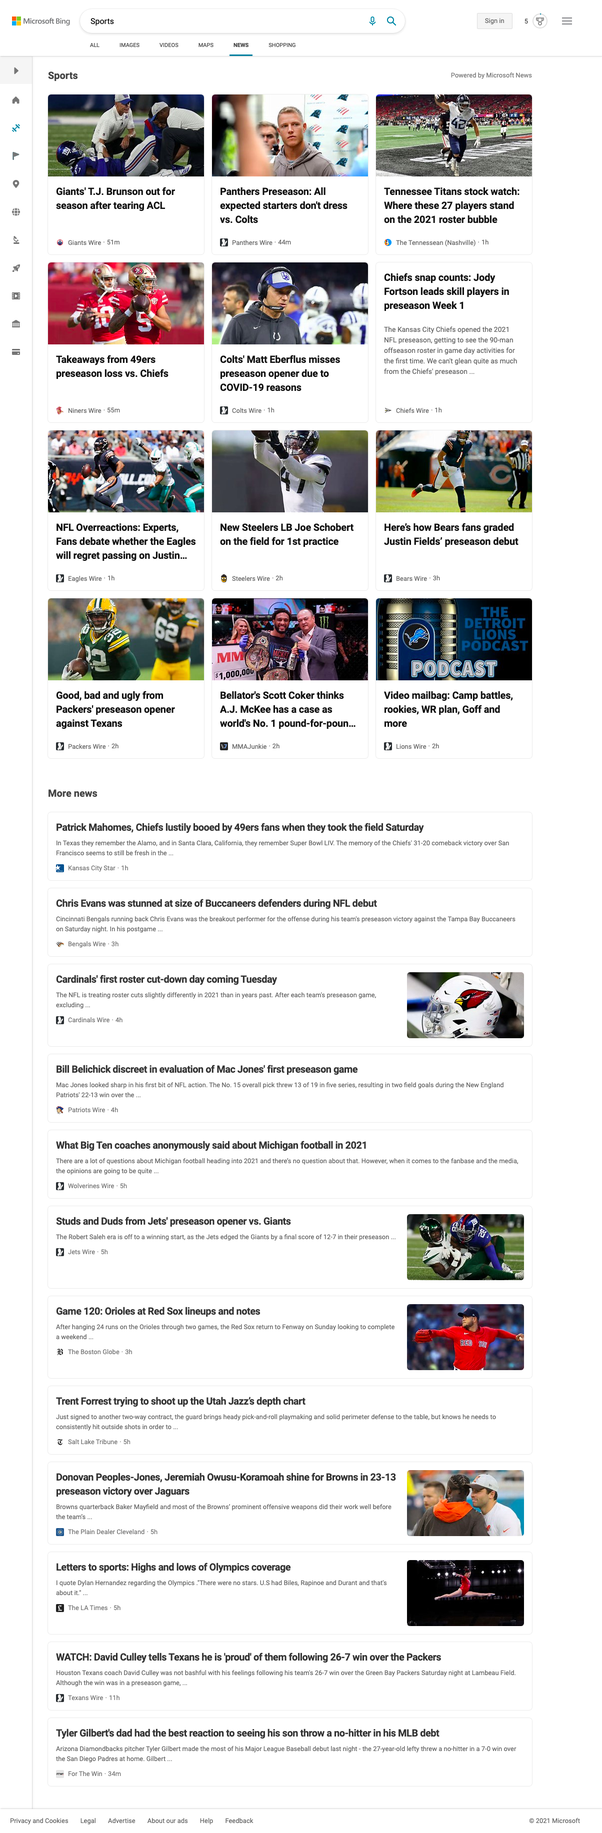 Microsoft Bing
Sports
Sign in
5
ALL
IMAGES
VIDEOS
MAPS
NEWS
SHOPPING
Sports
Powered by Microsoft News
Giants' T.J. Brunson out for
season after tearing ACL
Giants Wire · 51m
Panthers Preseason: All
expected starters don't dress
vs. Colts
Panthers Wire · 44m
42
Tennessee Titans stock watch:
Where these 27 players stand
on the 2021 roster bubble
The Tennessean (Nashville) · 1h
10
5
Takeaways from 49ers
preseason loss vs. Chiefs
Niners Wire · 55m
Colts' Matt Eberflus misses
preseason opener due to
COVID-19 reasons
Colts Wire · 1h
Chiefs snap counts: Jody
Fortson leads skill players in
preseason Week 1
The Kansas City Chiefs opened the 2021
NFL preseason, getting to see the 90-man
offseason roster in game day activities for
the first time. We can't glean quite as much
from the Chiefs' preseason ...
Chiefs Wire · 1h
NFL Overreactions: Experts,
Fans debate whether the Eagles
will regret passing on Justin...
Eagles Wire · 1h
47
New Steelers LB Joe Schobert
on the field for 1st practice
Steelers Wire · 2h
1
Here's how Bears fans graded
Justin Fields' preseason debut
Bears Wire · 3h
62
Good, bad and ugly from
Packers' preseason opener
against Texans
Packers Wire · 2h
MM
$1,000,000
Bellator's Scott Coker thinks
A.J. McKee has a case as
world's No. 1 pound-for-poun...
MMAJunkie · 2h
THE
DETROIT
LIONS
PODCAST
PODCAST
Video mailbag: Camp battles,
rookies, WR plan, Goff and
more
Lions Wire · 2h
More news
Patrick Mahomes, Chiefs lustily booed by 49ers fans when they took the field Saturday
In Texas they remember the Alamo, and in Santa Clara, California, they remember Super Bowl LIV. The memory of the Chiefs' 31-20 comeback victory over San
Francisco seems to still be fresh in the ...
Kansas City Star · 1h
Chris Evans was stunned at size of Buccaneers defenders during NFL debut
Cincinnati Bengals running back Chris Evans was the breakout performer for the offense during his team's preseason victory against the Tampa Bay Buccaneers
on Saturday night. In his postgame ...
Bengals Wire · 3h
Cardinals' first roster cut-down day coming Tuesday
The NFL is treating roster cuts slightly differently in 2021 than in years past. After each team's preseason game,
excluding ...
Cardinals Wire · 4h
Bill Belichick discreet in evaluation of Mac Jones' first preseason game
Mac Jones looked sharp in his first bit of NFL action. The No. 15 overall pick threw 13 of 19 in five series, resulting in two field goals during the New England
Patriots' 22-13 win over the ...
Patriots Wire · 4h
What Big Ten coaches anonymously said about Michigan football in 2021
There are a lot of questions about Michigan football heading into 2021 and there's no question about that. However, when it comes to the fanbase and the media,
the opinions are going to be quite ...
Wolverines Wire · 5h
Studs and Duds from Jets' preseason opener vs. Giants
The Robert Saleh era is off to a winning start, as the Jets edged the Giants by a final score of 12-7 in their preseason ...
Jets Wire · 5h
Game 120: Orioles at Red Sox lineups and notes
After hanging 24 runs on the Orioles through two games, the Red Sox return to Fenway on Sunday looking to complete
a weekend ...
The Boston Globe · 3h
Trent Forrest trying to shoot up the Utah Jazz's depth chart
Just signed to another two-way contract, the guard brings heady pick-and-roll playmaking and solid perimeter defense to the table, but knows he needs to
consistently hit outside shots in order to ...
Salt Lake Tribune · 5h
Donovan Peoples-Jones, Jeremiah Owusu-Koramoah shine for Browns in 23-13
preseason victory over Jaguars
Browns quarterback Baker Mayfield and most of the Browns' prominent offensive weapons did their work well before
the team's ...
The Plain Dealer Cleveland · 5h
Letters to sports: Highs and lows of Olympics coverage
I quote Dylan Hernandez regarding the Olympics ."There were no stars. U.S had Biles, Rapinoe and Durant and that's
about it." ...
The LA Times · 5h
WATCH: David Culley tells Texans he is 'proud' of them following 26-7 win over the Packers
Houston Texans coach David Culley was not bashful with his feelings following his team's 26-7 win over the Green Bay Packers Saturday night at Lambeau Field.
Although the win was in a preseason game, ...
Texans Wire · 11h
Tyler Gilbert's dad had the best reaction to seeing his son throw a no-hitter in his MLB debut
Arizona Diamondbacks pitcher Tyler Gilbert made the most of his Major League Baseball debut last night - the 27-year-old lefty threw a no-hitter in a 7-0 win over
the San Diego Padres at home. Gilbert ...
For The Win · 34m
Privacy and Cookies
Legal
Advertise
About our ads
Help
Feedback
© 2021 Microsoft